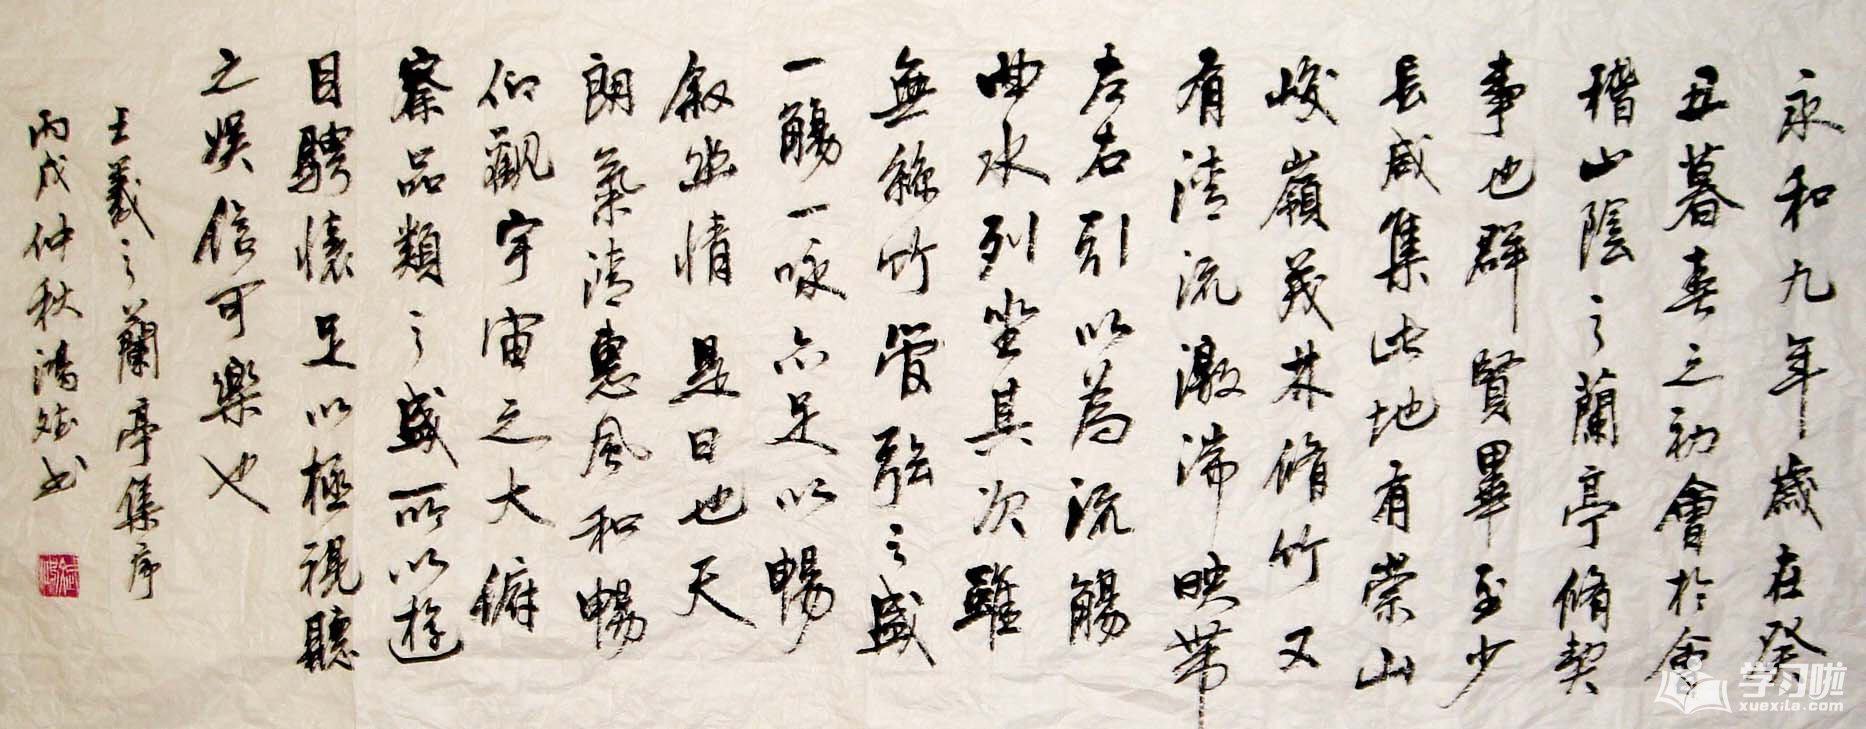 永和九年歲在癸
丑暮春之初會於會
稽山陰之蘭亭脩契
事也群賢畢至少
長咸集此地有崇山
峻嶺茂林脩竹又
有清流激湍映帶
左右引以為流觴
曲水列坐其次雖
無絲竹管弦之盛
一觴一咏亦足以暢
敘幽情是日也天
朗氣清惠風和暢
仰觀宇宙之大俯
察品類之盛所以遊
目騁懷足以極視聽
之娛信可樂也
王羲之蘭亭集序
丙戌仲秋鴻斌书
学习啦
xuexila.com